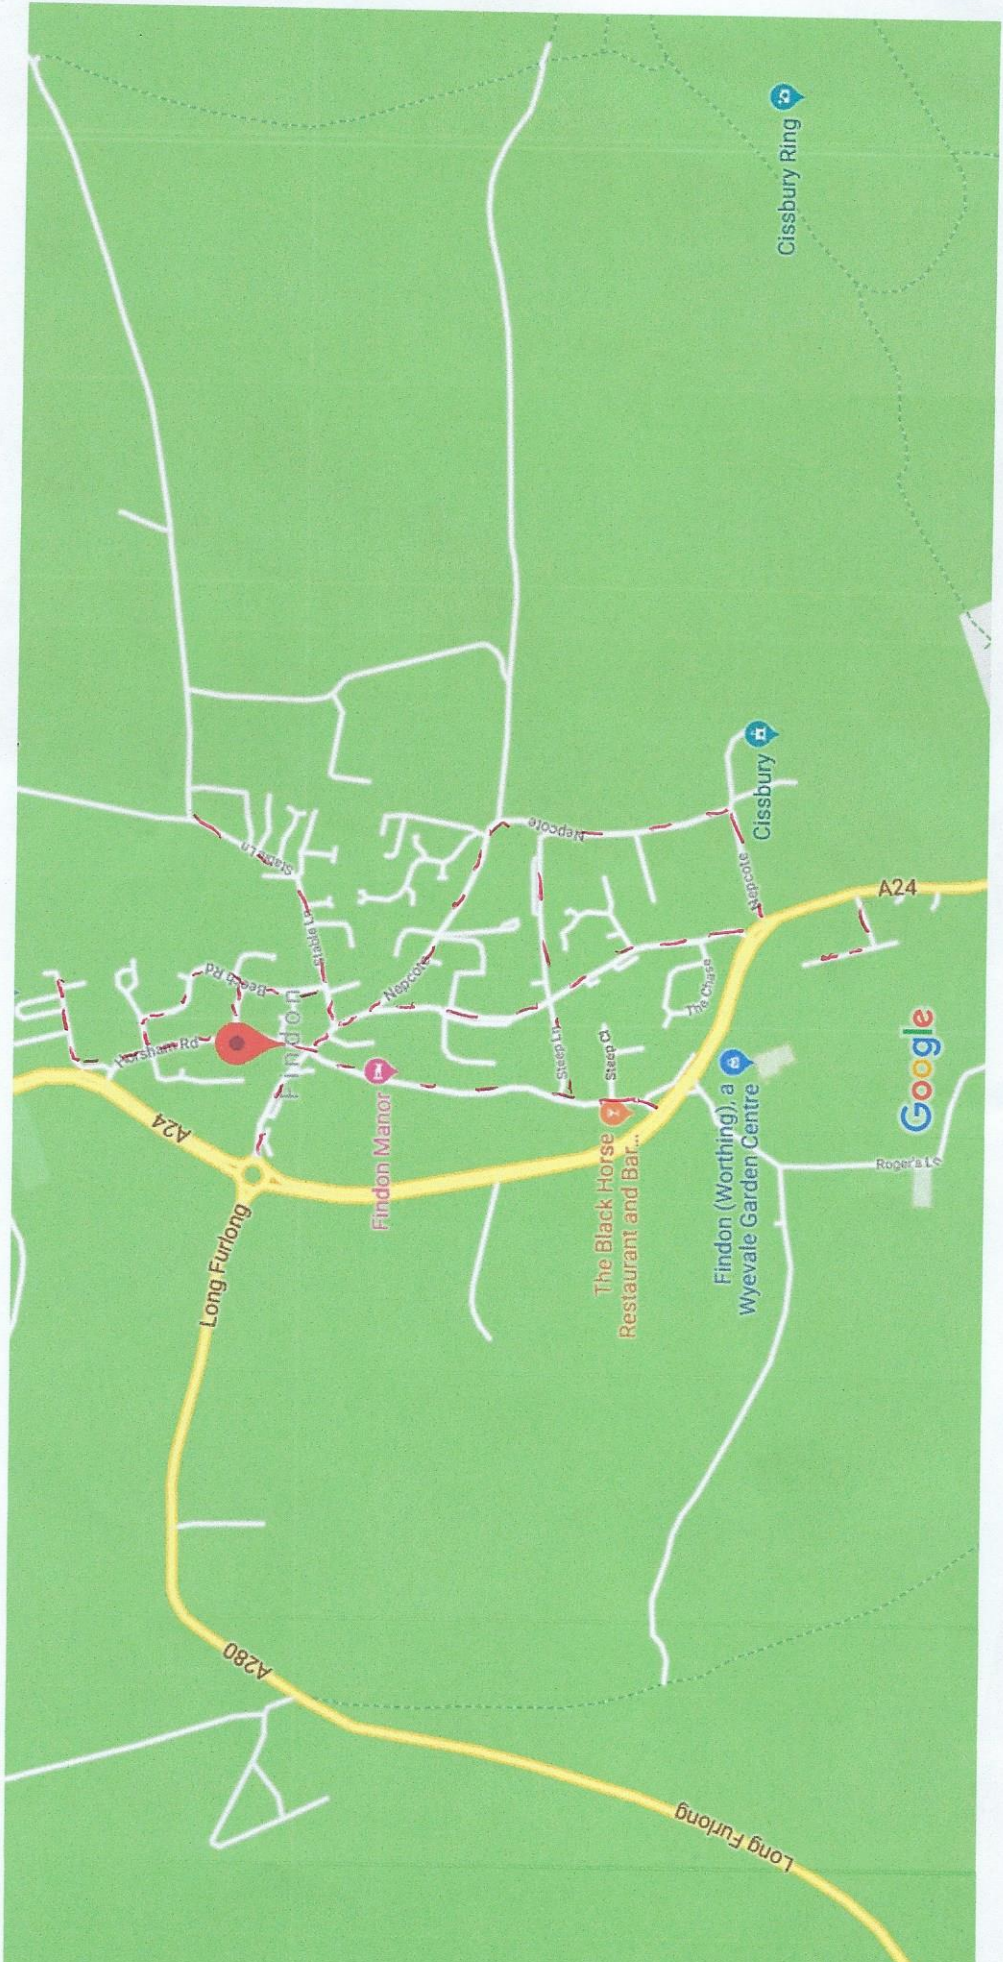 Cissbury Ring
Stable Ln
Nepcote
Cissbury
Nepcote
A24
Stable Ln
Beech Rd
Nepcote
Findon
The Chase
Horsham Rd
Steep Ln
Steep Cl
Findon Manor
A24
The Black Horse
Restaurant and Bar...
Findon (Worthing), a
Wyevale Garden Centre
Google
Roger's Ln
Long Furlong
A280
Long Furlong